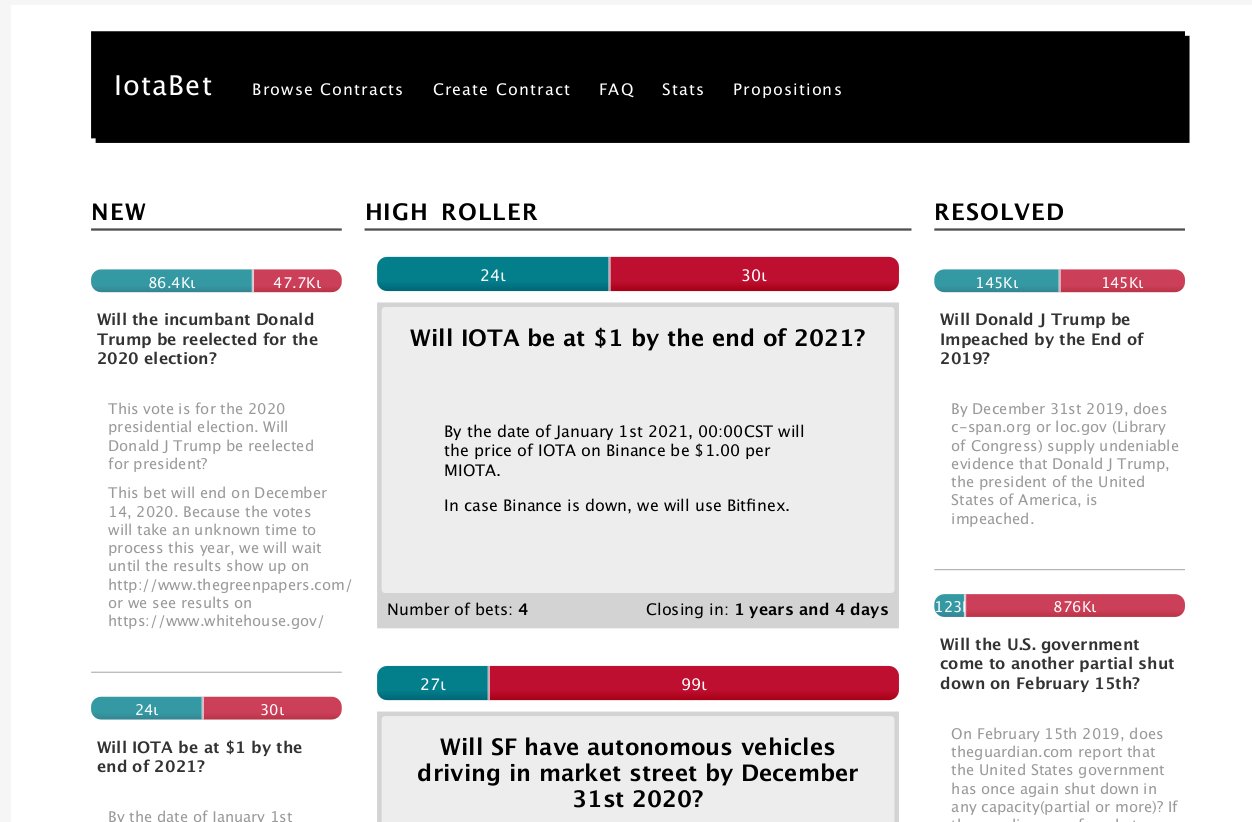 IotaBet Browse Contracts Create Contract FAQ Stats Propositions
NEW
86.4Kι 47.7Kι
Will the incumbant Donald
Trump be reelected for the
2020 election?
This vote is for the 2020
presidential election. Will
Donald J Trump be reelected
for president?
This bet will end on December
14, 2020. Because the votes
will take an unknown time to
process this year, we will wait
until the results show up on
http://www.thegreenpapers.com/
or we see results on
https://www.whitehouse.gov/
24ι 30ι
Will IOTA be at $1 by the
end of 2021?
By the date of January 1st
HIGH ROLLER
24ι 30ι
Will IOTA be at $1 by the end of 2021?
By the date of January 1st 2021, 00:00CST will
the price of IOTA on Binance be $1.00 per
MIOTA.
In case Binance is down, we will use Bitfinex.
Number of bets: 4 Closing in: 1 years and 4 days
27ι 99ι
Will SF have autonomous vehicles
driving in market street by December
31st 2020?
RESOLVED
145Kι 145Kι
Will Donald J Trump be
Impeached by the End of
2019?
By December 31st 2019, does
c-span.org or loc.gov (Library
of Congress) supply undeniable
evidence that Donald J Trump,
the president of the United
States of America, is
impeached.
876Kι
Will the U.S. government
come to another partial shut
down on February 15th?
On February 15th 2019, does
theguardian.com report that
the United States government
has once again shut down in
any capacity(partial or more)? If